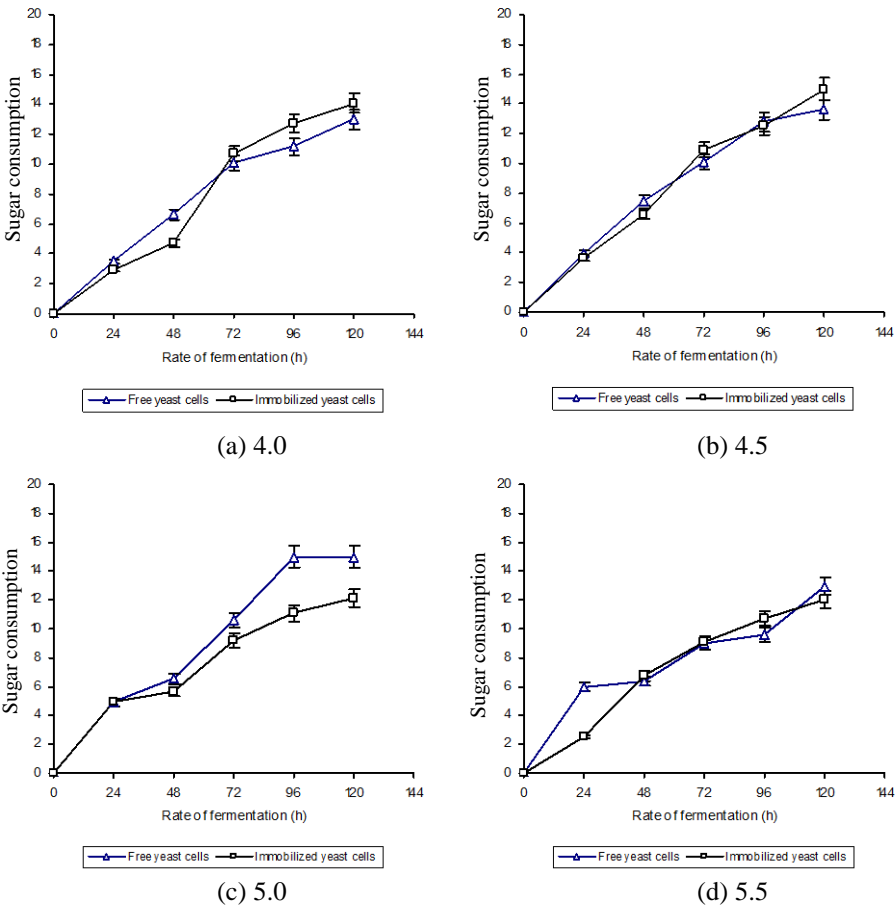 20
18
16
14
12
10
8
6
4
2
0
Sugar consumption
0 24 48 72 96 120 144
Rate of fermentation (h)
Free yeast cells Immobilized yeast cells
(a) 4.0
20
18
16
14
12
10
8
6
4
2
0
Sugar consumption
0 24 48 72 96 120 144
Rate of fermentation (h)
Free yeast cells Immobilized yeast cells
(b) 4.5
20
18
16
14
12
10
8
6
4
2
0
Sugar consumption
0 24 48 72 96 120 144
Rate of fermentation (h)
Free yeast cells Immobilized yeast cells
(c) 5.0
20
18
16
14
12
10
8
6
4
2
0
Sugar consumption
0 24 48 72 96 120 144
Rate of fermentation (h)
Free yeast cells Immobilized yeast cells
(d) 5.5